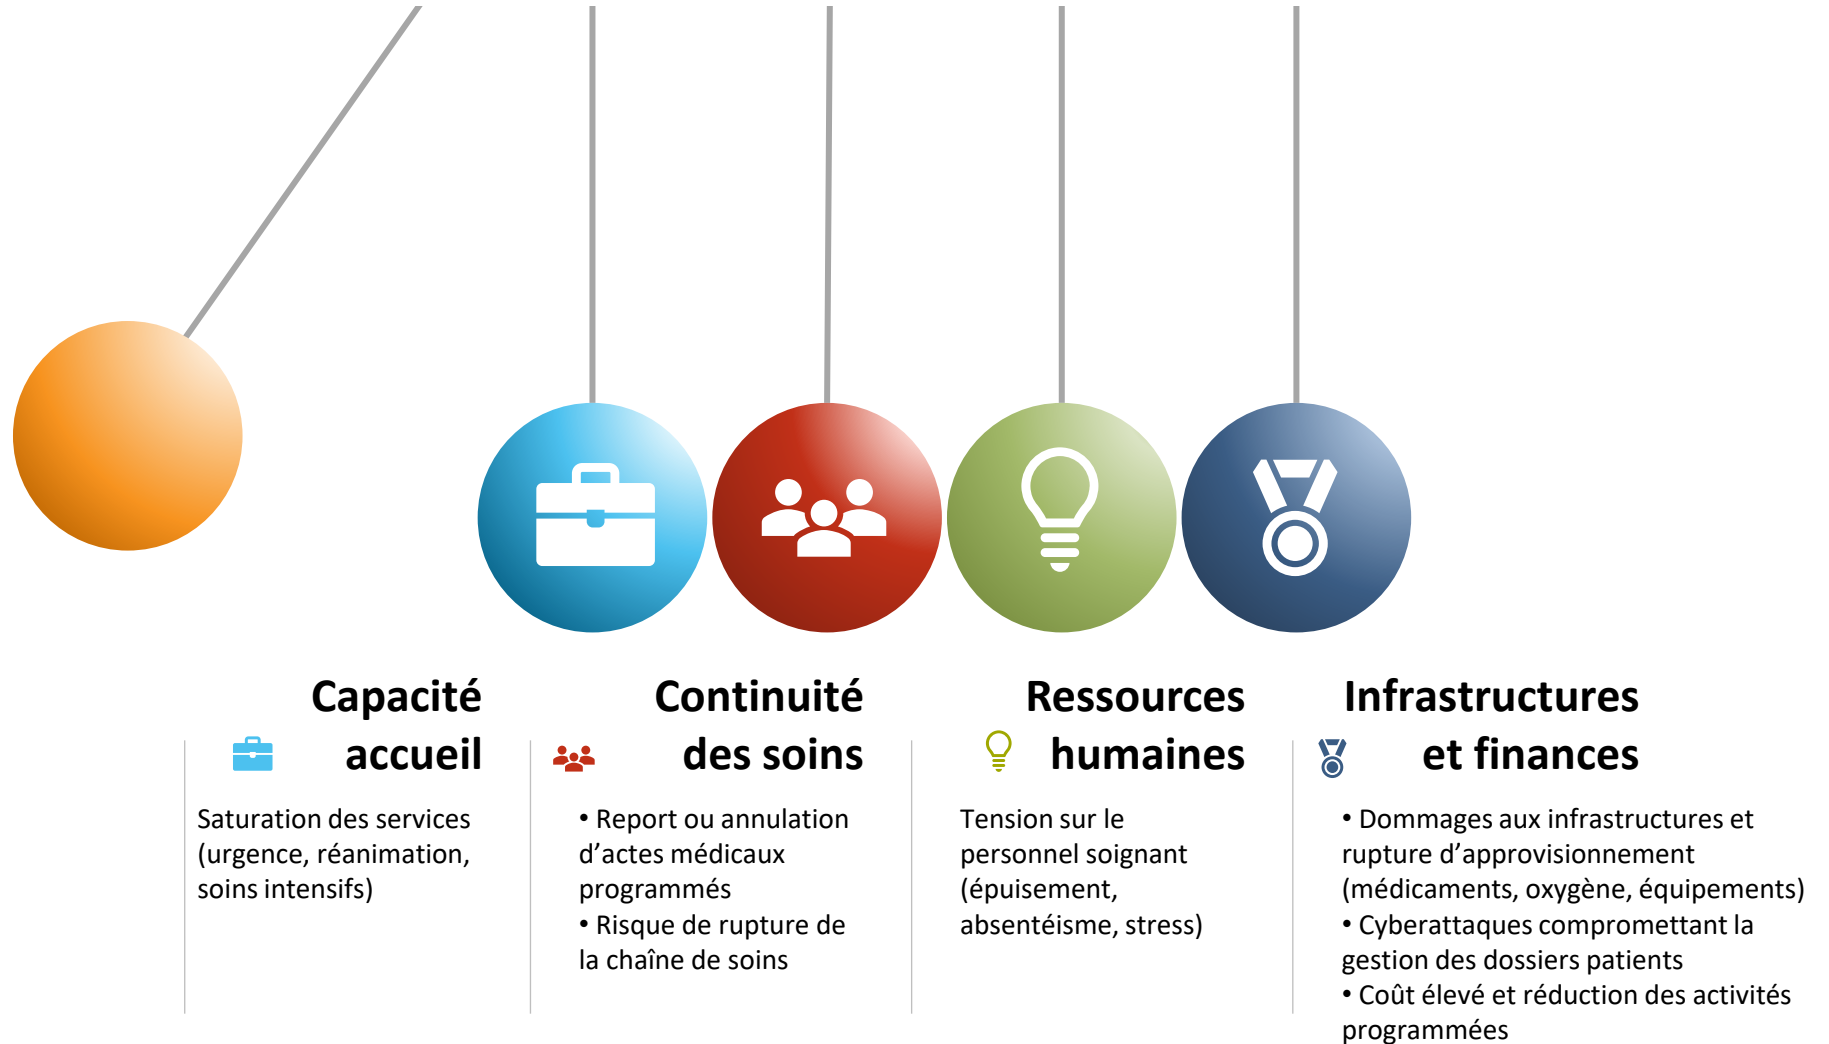 Capacité
accueil
Saturation des services
(urgence, réanimation,
soins intensifs)
Continuité
des soins
• Report ou annulation
d’actes médicaux
programmés
• Risque de rupture de
la chaîne de soins
Ressources
humaines
Tension sur le
personnel soignant
(épuisement,
absentéisme, stress)
Infrastructures
et finances
• Dommages aux infrastructures et
rupture d’approvisionnement
(médicaments, oxygène, équipements)
• Cyberattaques compromettant la
gestion des dossiers patients
• Coût élevé et réduction des activités
programmées